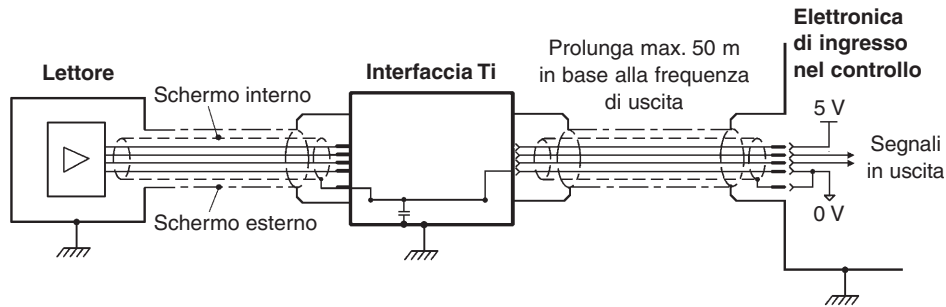 Lettore
Schermo interno
Schermo esterno
Interfaccia Ti
Prolunga max. 50 m
in base alla frequenza
di uscita
Elettronica
di ingresso
nel controllo
5 V
Segnali
in uscita
0 V